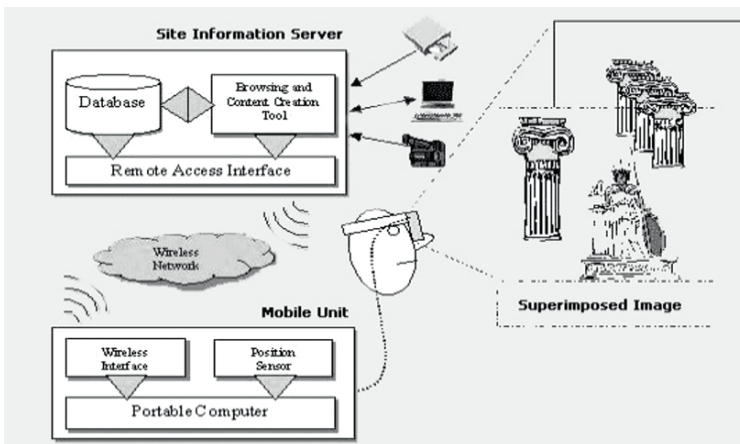 Site Information Server
Database
Browsing and
Content Creation
Tool
Remote Access Interface
Wireless
Network
Mobile Unit
Wireless
Interface
Position
Sensor
Portable Computer
Superimposed Image